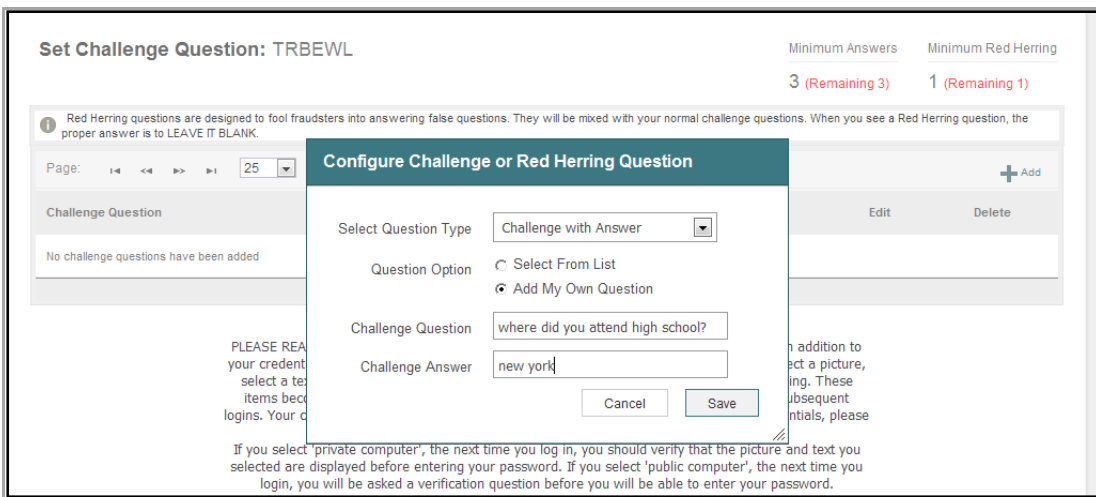 Set Challenge Question: TRBEWL
Minimum Answers
Minimum Red Herring
3 (Remaining 3)
1 (Remaining 1)
Red Herring questions are designed to fool fraudsters into answering false questions. They will be mixed with your normal challenge questions. When you see a Red Herring question, the
proper answer is to LEAVE IT BLANK.
Page:
25
Add
Challenge Question
Edit
Delete
No challenge questions have been added
Configure Challenge or Red Herring Question
Select Question Type
Challenge with Answer
Question Option
Select From List
Add My Own Question
Challenge Question
where did you attend high school?
Challenge Answer
new york
Cancel
Save
PLEASE
addition to
your
a picture,
select a
These
items
logins. Your
please
If you select 'private computer', the next time you log in, you should verify that the picture and text you
selected are displayed before entering your password. If you select 'public computer', the next time you
login, you will be asked a verification question before you will be able to enter your password.